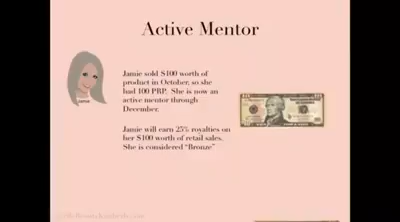 Active Mentor
Jamie
Jamie sold $100 worth of
product in October, so she
had 100 PRP. She is now an
active mentor through
December.
Jamie will earn 25% royalties on
her $100 worth of retail sales.
She is considered "Bronze"